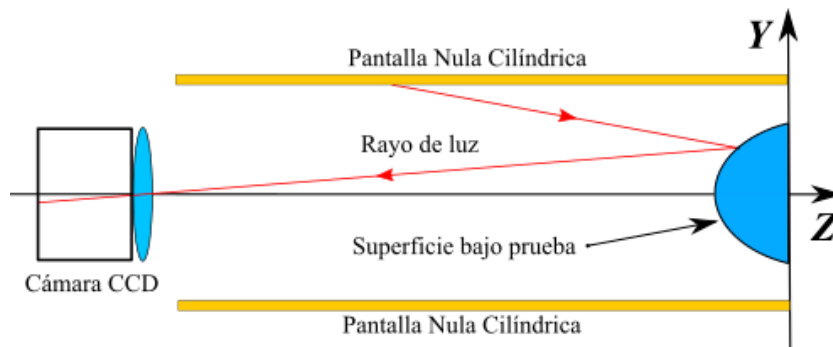 Y
Pantalla Nula Cilíndrica
Rayo de luz
Z
Superficie bajo prueba
Cámara CCD
Pantalla Nula Cilíndrica